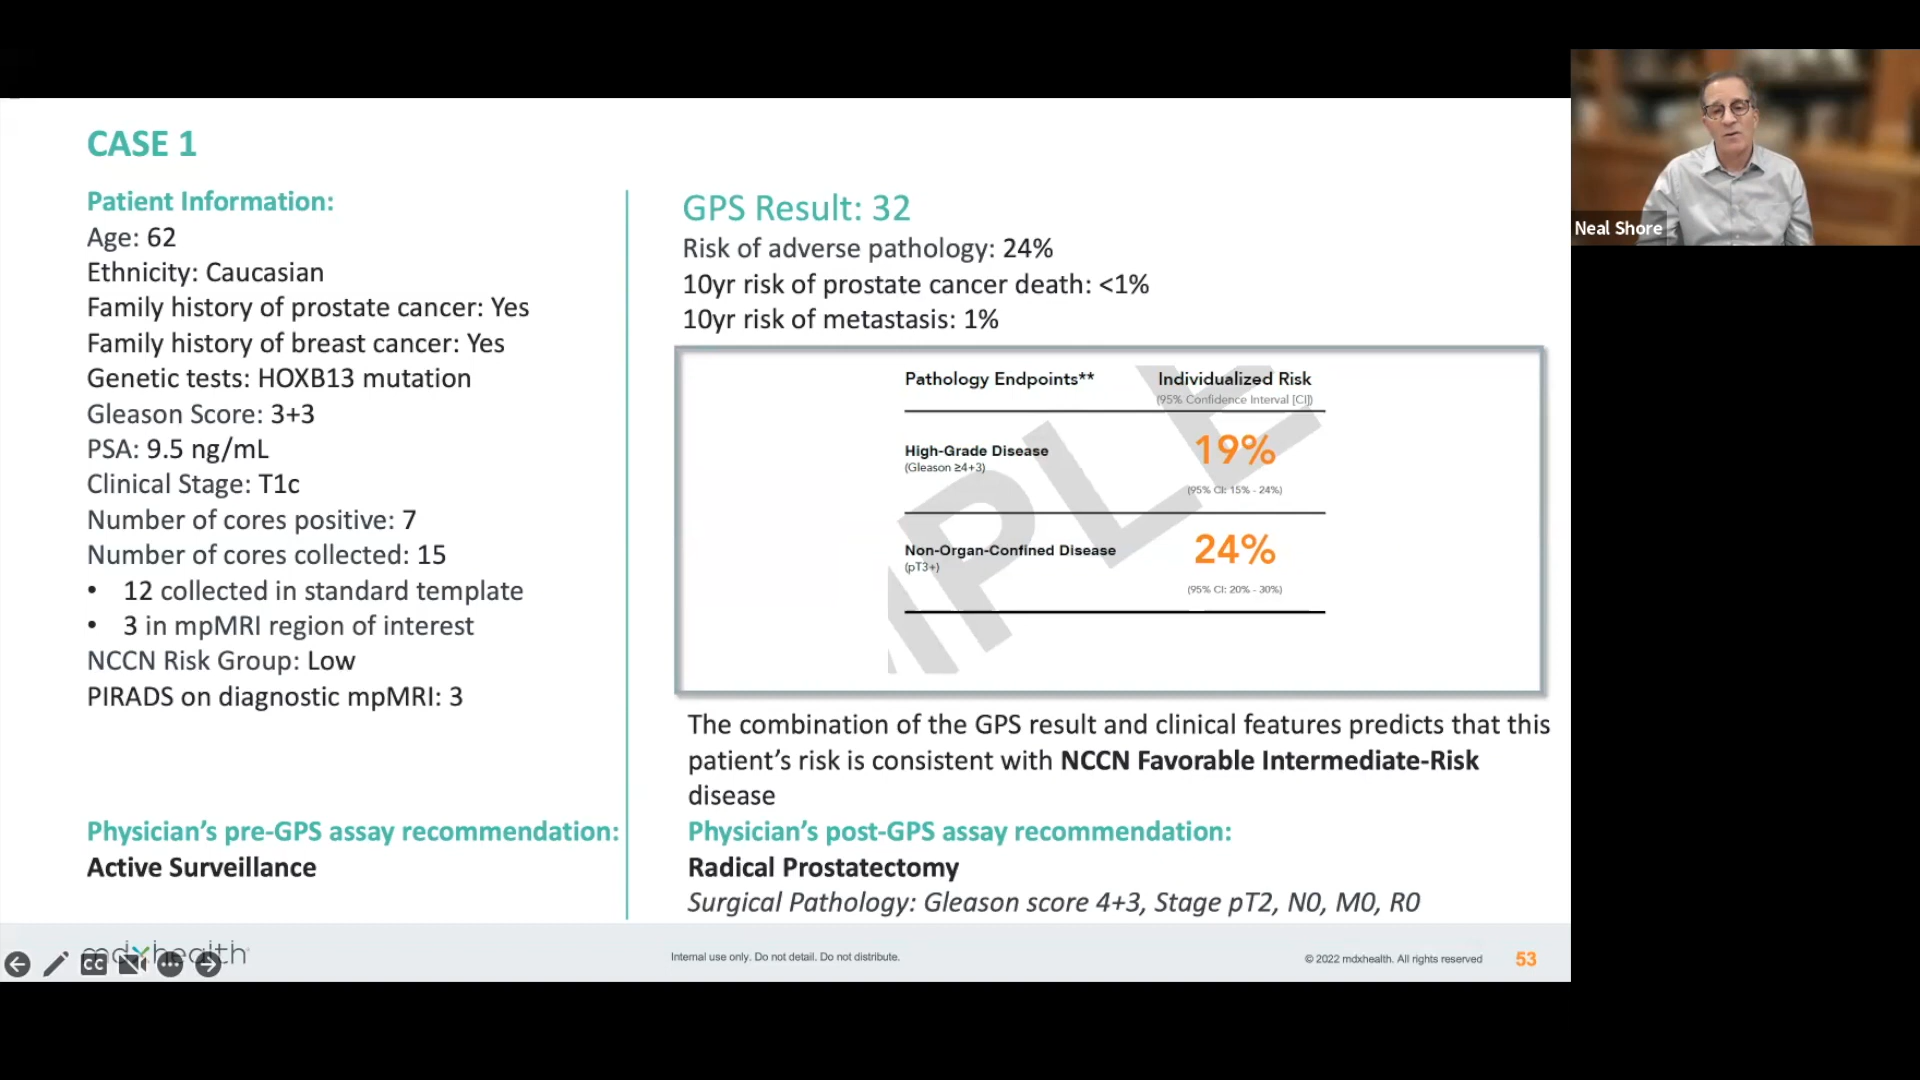 CASE 1
Patient Information:
Age: 62
Ethnicity: Caucasian
Family history of prostate cancer: Yes
Family history of breast cancer: Yes
Genetic tests: HOXB13 mutation
Gleason Score: 3+3
PSA: 9.5 ng/mL
Clinical Stage: T1c
Number of cores positive: 7
Number of cores collected: 15
• 12 collected in standard template
• 3 in mpMRI region of interest
NCCN Risk Group: Low
PIRADS on diagnostic mpMRI: 3
Physician's pre-GPS assay recommendation:
Active Surveillance
GPS Result: 32
Risk of adverse pathology: 24%
10yr risk of prostate cancer death: <1%
10yr risk of metastasis: 1%
Pathology Endpoints** Individualized Risk
(95% Confidence Interval [CI])
High-Grade Disease 19%
(Gleason ≥4+3)
(95% CI: 15% - 24%)
Non-Organ-Confined Disease 24%
(pT3+)
(95% CI: 20% - 30%)
MPLE
The combination of the GPS result and clinical features predicts that this
patient's risk is consistent with NCCN Favorable Intermediate-Risk
disease
Physician's post-GPS assay recommendation:
Radical Prostatectomy
Surgical Pathology: Gleason score 4+3, Stage pT2, N0, M0, R0
mdxhealth
CC
Internal use only. Do not detail. Do not distribute.
© 2022 mdxhealth. All rights reserved
53
Neal Shore